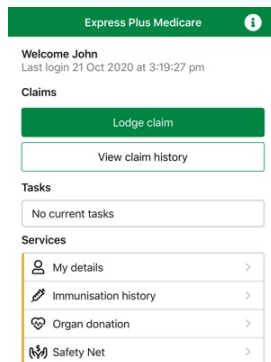 Express Plus Medicare
Welcome John
Last login 21 Oct 2020 at 3:19:27 pm
Claims
Lodge claim
View claim history
Tasks
No current tasks
Services
My details
Immunisation history
Organ donation
Safety Net